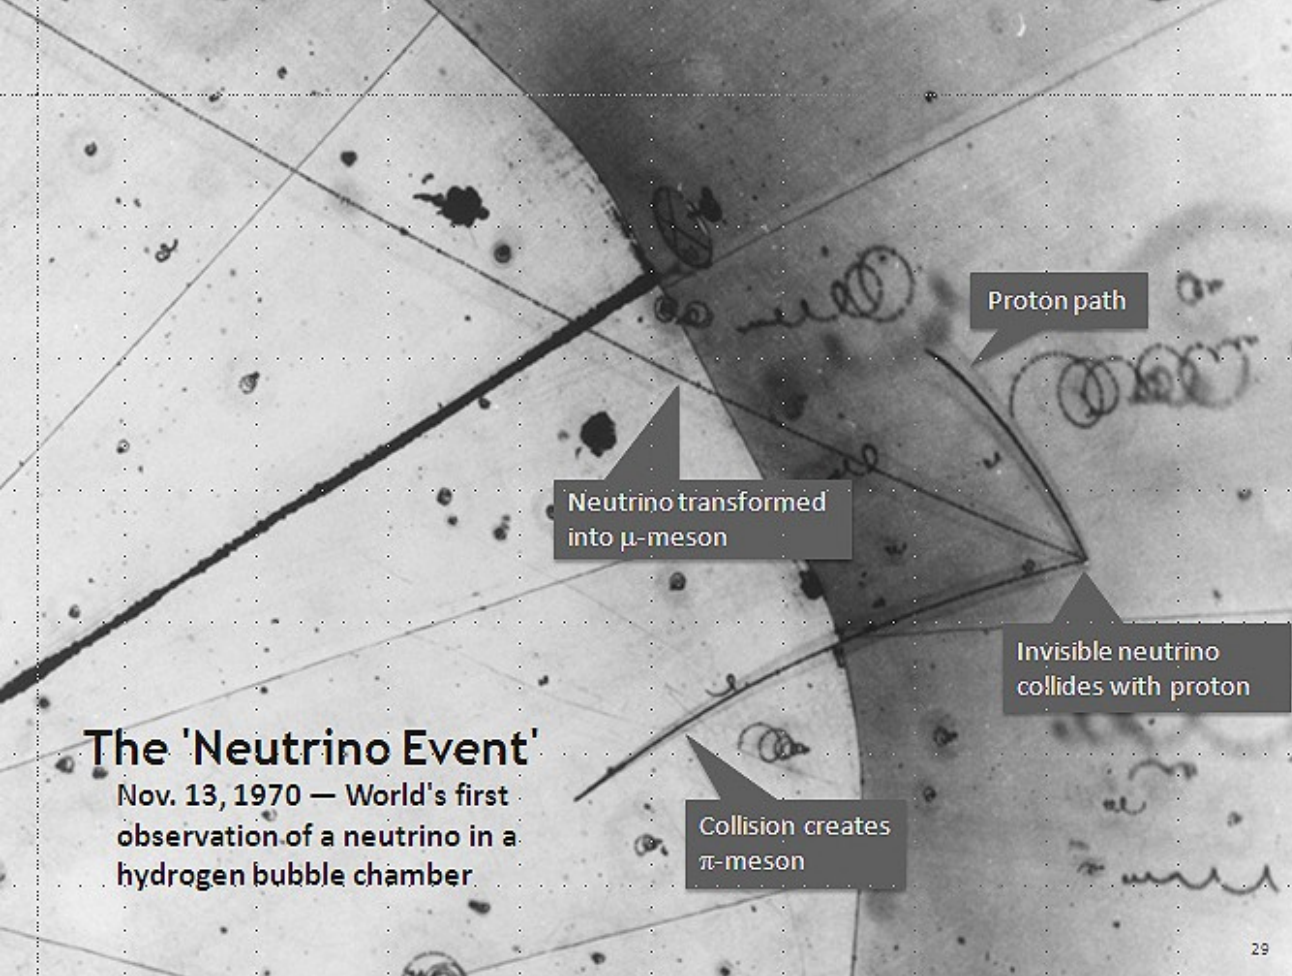 Proton path
Neutrino transformed
into μ-meson
Invisible neutrino
collides with proton
The 'Neutrino Event'
Nov. 13, 1970 — World's first
observation of a neutrino in a
hydrogen bubble chamber
Collision creates
π-meson
29